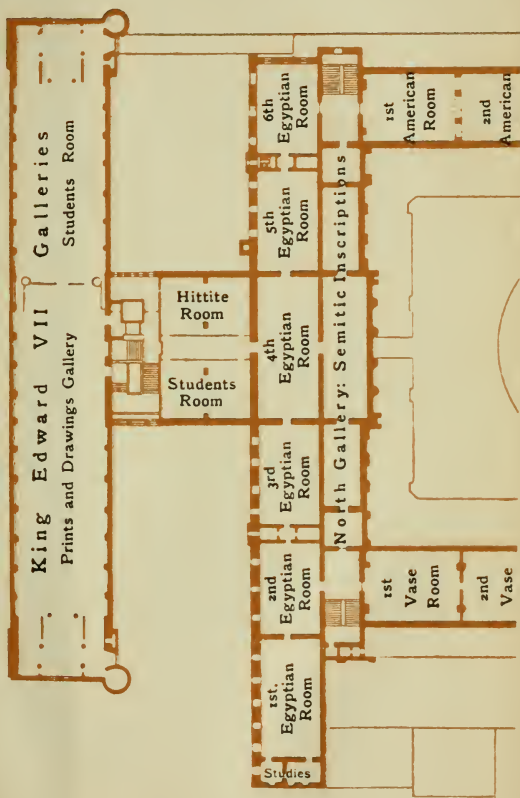 King Edward VII Galleries
Prints and Drawings Gallery
Students Room
Hittite
Room
Students
Room
6th
Egyptian
Room
5th
Egyptian
Room
4th
Egyptian
Room
3rd
Egyptian
Room
2nd
Egyptian
Room
1st.
Egyptian
Room
Studies
North Gallery: Semitic Inscriptions
1st
American
Room
2nd
American
1st
Vase
Room
2nd
Vase